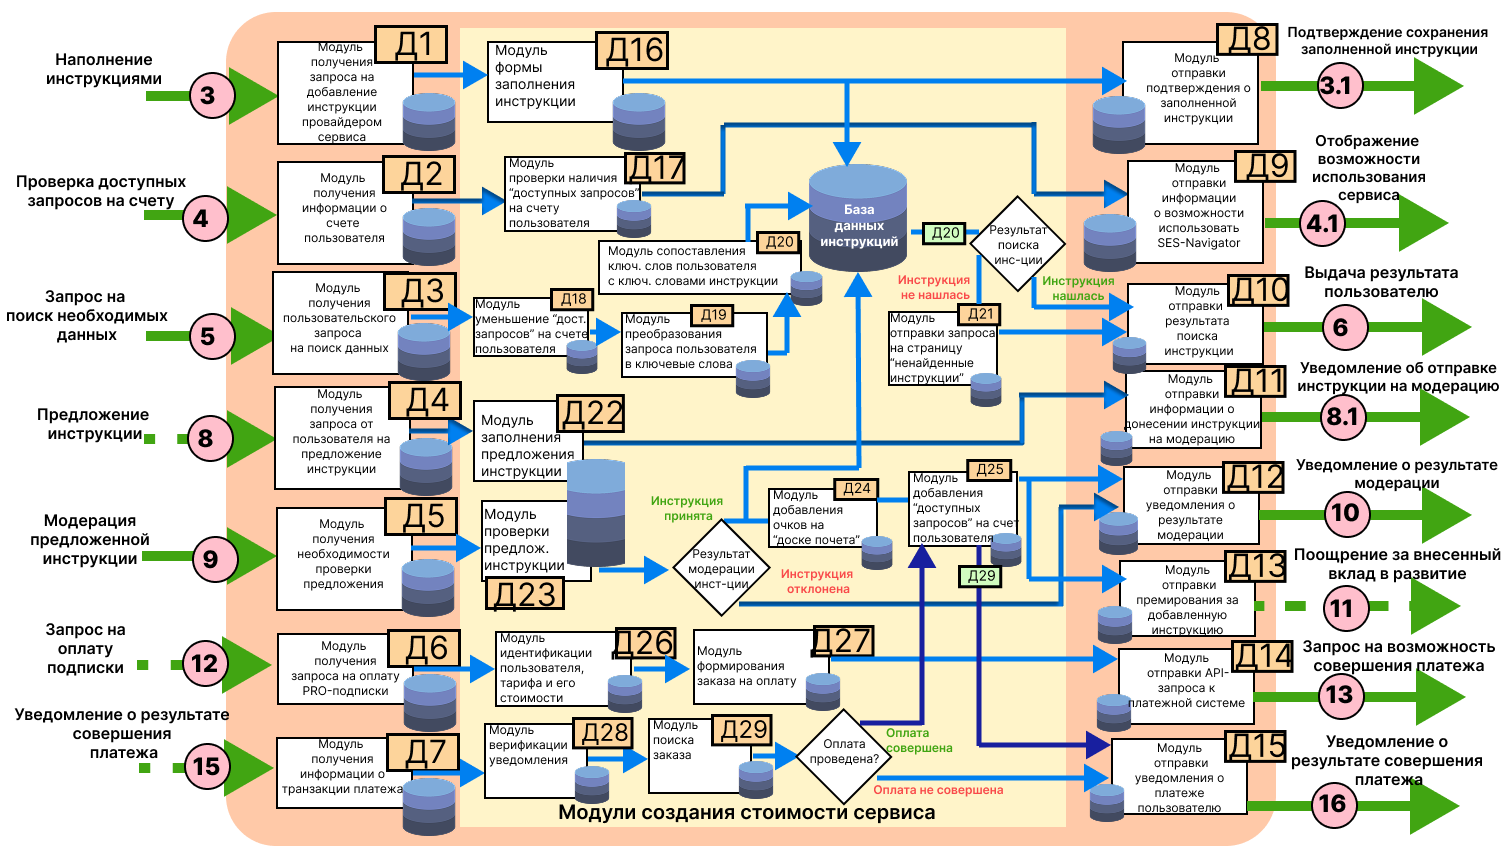 Наполнение
инструкциями
3
Проверка доступных
запросов на счету
4
Запрос на
поиск необходимых
данных
5
Предложение
инструкции
8
Модерация
предложенной
инструкции
9
Запрос на
оплату
подписки
12
Уведомление о результате
совершения
платежа
15
Д1
Модуль
получения
запроса на
добавление
инструкции
провайдером
сервиса
Д2
Модуль
получения
информации о
счете
пользователя
Д3
Модуль
получения
пользовательского
запроса
на поиск данных
Д4
Модуль
получения
запроса от
пользователя на
предложение
инструкции
Д5
Модуль
получения
необходимости
проверки
предложения
Д6
Модуль
получения
запроса на оплату
PRO-подписки
Д7
Модуль
получения
информации о
транзакции платежа
Д16
Модуль
формы
заполнения
инструкции
Д17
Модуль
проверки наличия
“доступных запросов”
на счету
пользователя
Д20
Модуль сопоставления
ключ. слов пользователя
с ключ. словами инструкции
Д18
Модуль
уменьшение “дост.
запросов” на счете
пользователя
Д19
Модуль
преобразования
запроса пользователя
в ключевые слова
База
данных
инструкций
Д20
Результат
поиска
инс-ции
Инструкция
не нашлась
Инструкция
нашлась
Д21
Модуль
отправки запроса
на страницу
“ненайденные
инструкции”
Д22
Модуль
заполнения
предложения
инструкции
Модуль
проверки
предлож.
инструкции
Д23
Инструкция
принята
Результат
модерации
инст-ции
Инструкция
отклонена
Д24
Модуль
добавления
очков на
“доске почета”
Д25
Модуль
добавления
“доступных
запросов” на счет
пользователя
Д29
Д26
Модуль
идентификации
пользователя,
тарифа и его
стоимости
Д27
Модуль
формирования
заказа на оплату
Д28
Модуль
верификации
уведомления
Д29
Модуль
поиска
заказа
Оплата
проведена?
Оплата
совершена
Оплата не совершена
Модули создания стоимости сервиса
Д8
Модуль
отправки
подтверждения о
заполненной
инструкции
Д9
Модуль
отправки
информации
о возможности
использовать
SES-Navigator
Д10
Модуль
отправки
результата
поиска
инструкции
Д11
Модуль
отправки
информации о
донесении инструкции
на модерацию
Д12
Модуль
отправки
уведомления о
результате
модерации
Д13
Модуль
отправки
премирования за
добавленную
инструкцию
Д14
Модуль
отправки API-
запроса к
платежной системе
Д15
Модуль
отправки
уведомления о
платеже
пользователю
Подтверждение сохранения
заполненной инструкции
3.1
Отображение
возможности
использования
сервиса
4.1
Выдача результата
пользователю
6
Уведомление об отправке
инструкции на модерацию
8.1
Уведомление о результате
модерации
10
Поощрение за внесенный
вклад в развитие
11
Запрос на возможность
совершения платежа
13
Уведомление о
результате совершения
платежа
16